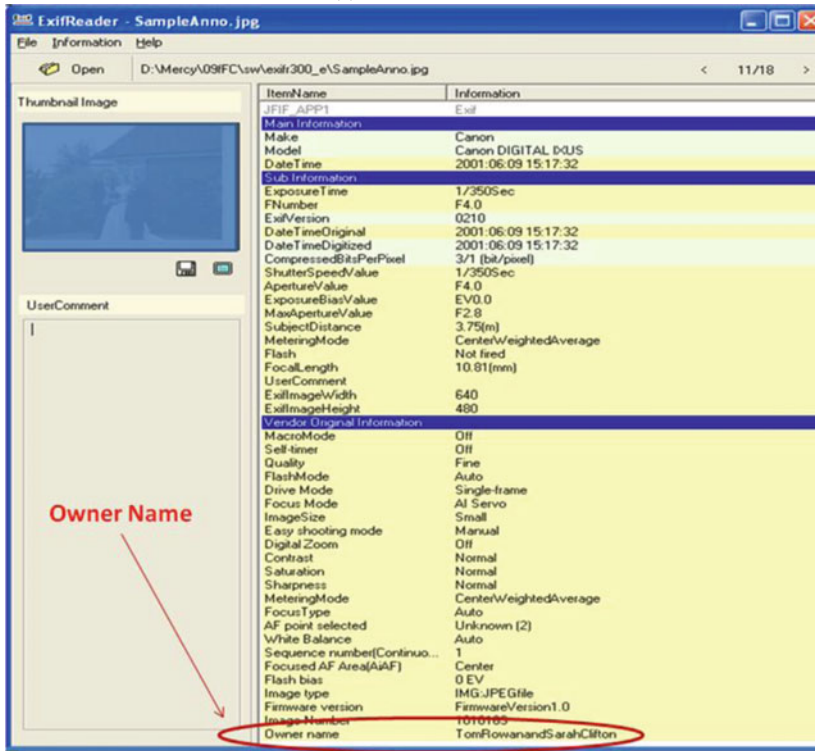 ExifReader - SampleAnno.jpg
File Information Help
Open D:\Mercy\09IFC\sw\exifr300_e\SampleAnno.jpg < 11/18 >
Thumbnail Image
UserComment
Owner Name
ItemName Information
JFIF_APP1 Exif
Main Information
Make Canon
Model Canon DIGITAL IXUS
DateTime 2001:06:09 15:17:32
Sub Information
ExposureTime 1/350Sec
FNumber F4.0
ExifVersion 0210
DateTimeOriginal 2001:06:09 15:17:32
DateTimeDigitized 2001:06:09 15:17:32
CompressedBitsPerPixel 3/1 (bit/pixel)
ShutterSpeedValue 1/350Sec
ApertureValue F4.0
ExposureBiasValue EV0.0
MaxApertureValue F2.8
SubjectDistance 3.75(m)
MeteringMode CenterWeightedAverage
Flash Not fired
FocalLength 10.81(mm)
UserComment
ExifImageWidth 640
ExifImageHeight 480
Vendor Original Information
MacroMode Off
Self-timer Off
Quality Fine
FlashMode Auto
Drive Mode Single-frame
Focus Mode AI Servo
ImageSize Small
Easy shooting mode Manual
Digital Zoom Off
Contrast Normal
Saturation Normal
Sharpness Normal
MeteringMode CenterWeightedAverage
FocusType Auto
AF point selected Unknown (2)
White Balance Auto
Sequence number(Continuo... 1
Focused AF Area(AiAF) Center
Flash bias 0 EV
Image type IMG:JPEGfile
Firmware version FirmwareVersion1.0
Image Number
Owner name TomRowanandSarahClifton